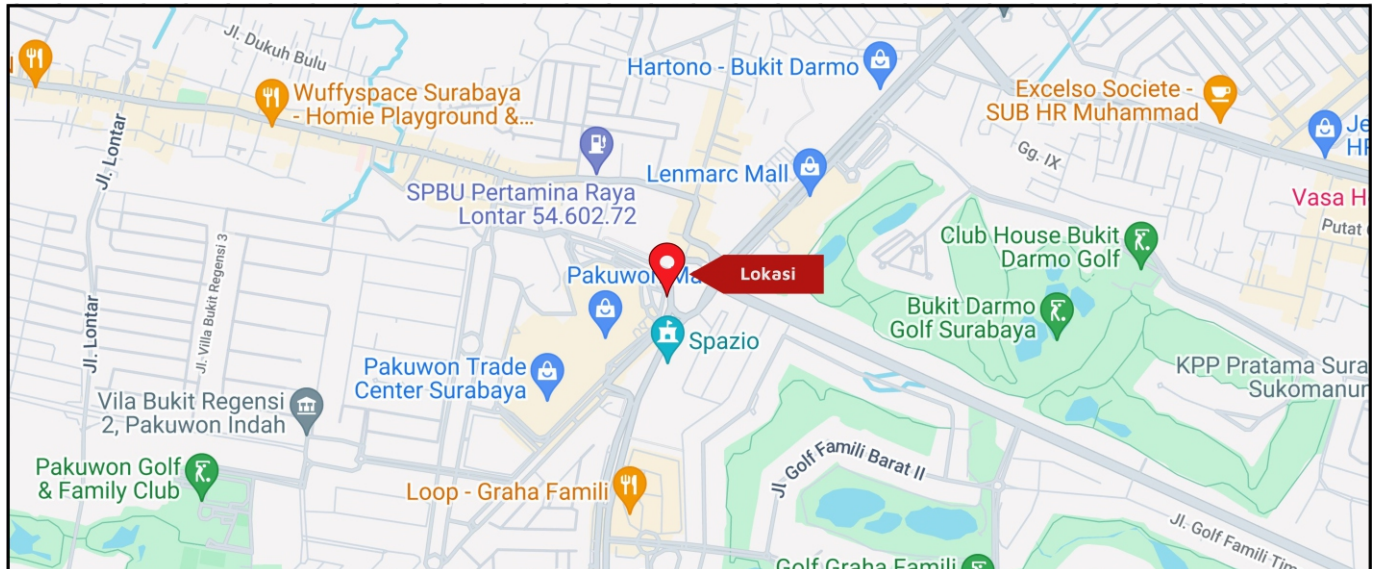 Jl. Dukuh Bulu
Hartono - Bukit Darmo
Wuffyspace Surabaya
- Homie Playground &...
Excelso Societe -
SUB HR Muhammad
Jl. Lontar
Gg. IX
SPBU Pertamina Raya
Lontar 54.602.72
Lenmarc Mall
Vasa H
Putat
Club House Bukit
Darmo Golf
Jl. Villa Bukit Regensi 3
Pakuwon Ma
Lokasi
Bukit Darmo
Golf Surabaya
Jl. Lontar
Spazio
Pakuwon Trade
Center Surabaya
KPP Pratama Sura
Sukomanun
Vila Bukit Regensi
2, Pakuwon Indah
Jl. Golf Famili Barat II
Pakuwon Golf
& Family Club
Loop - Graha Famili
Jl. Golf Famili Tim
Golf Graha Famili